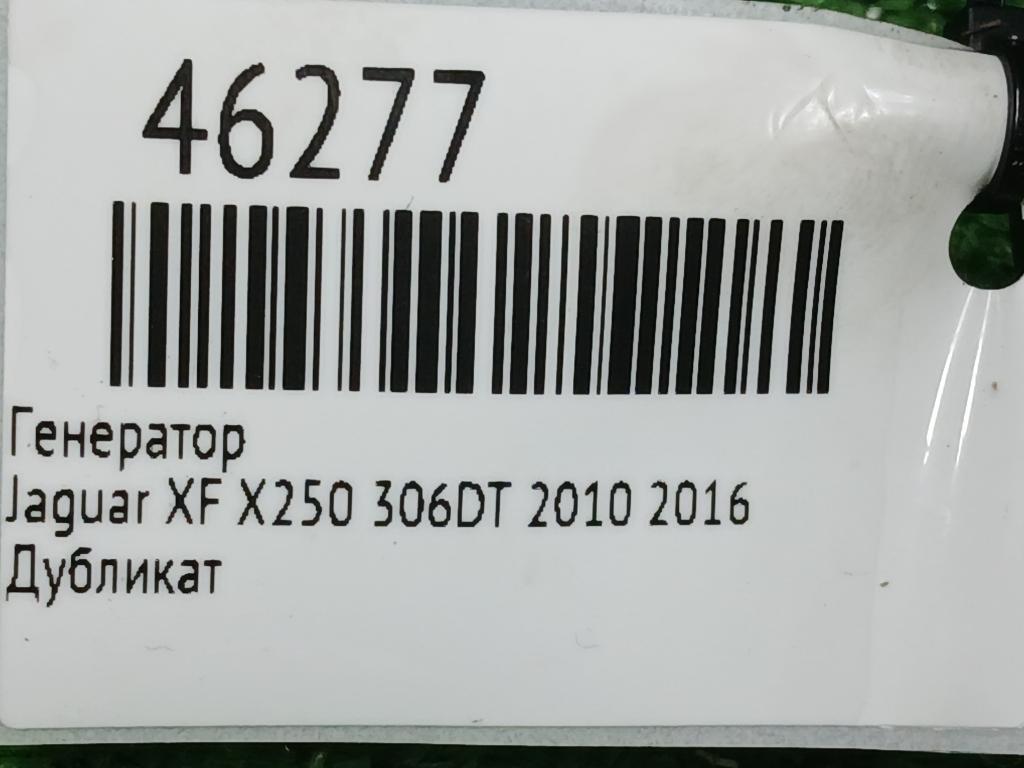 46277
Генератор
Jaguar XF X250 306DT 2010 2016
Дубликат